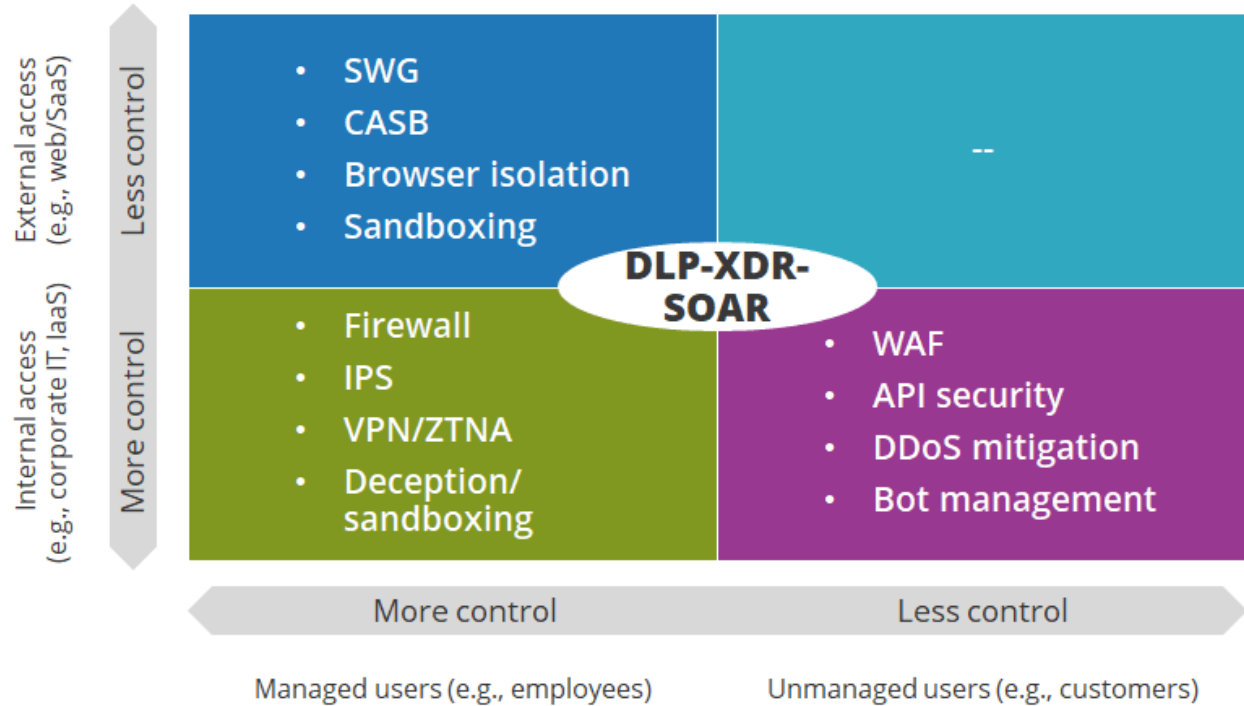 External access
(e.g., web/SaaS)
Less control
• SWG
• CASB
• Browser isolation
• Sandboxing
--
DLP-XDR-
SOAR
Internal access
(e.g., corporate IT, IaaS)
More control
• Firewall
• IPS
• VPN/ZTNA
• Deception/
sandboxing
• WAF
• API security
• DDoS mitigation
• Bot management
More control
Less control
Managed users (e.g., employees)
Unmanaged users (e.g., customers)